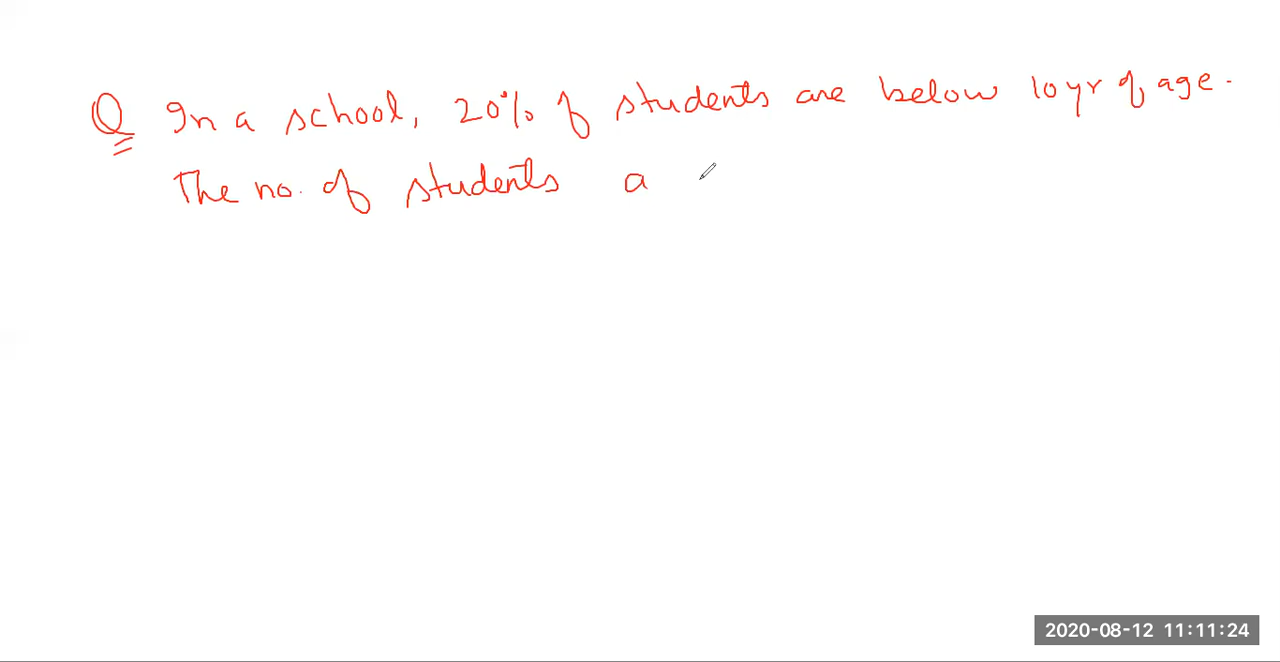 Q In a school, 20% of students are below 10 yr of age.
The no. of students a
2020-08-12 11:11:24